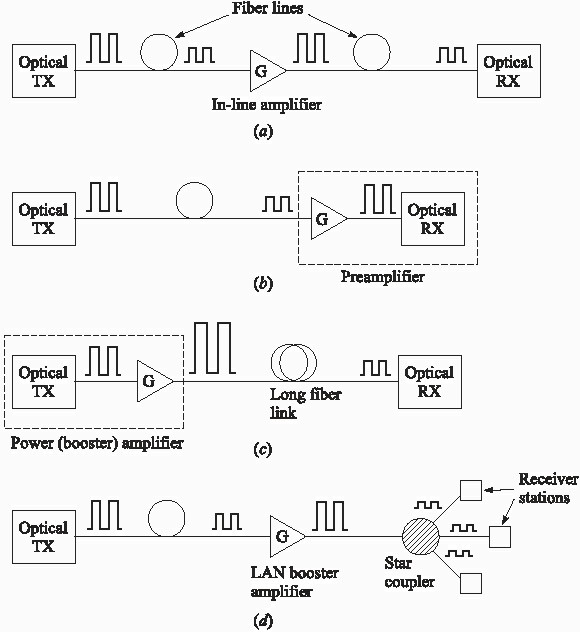 Fiber lines
Optical
TX
G
Optical
RX
In-line amplifier
(a)
Optical
TX
G
Optical
RX
Preamplifier
(b)
Optical
TX
G
Optical
RX
Long fiber
link
Power (booster) amplifier
(c)
Receiver
stations
Optical
TX
G
Star
coupler
LAN booster
amplifier
(d)